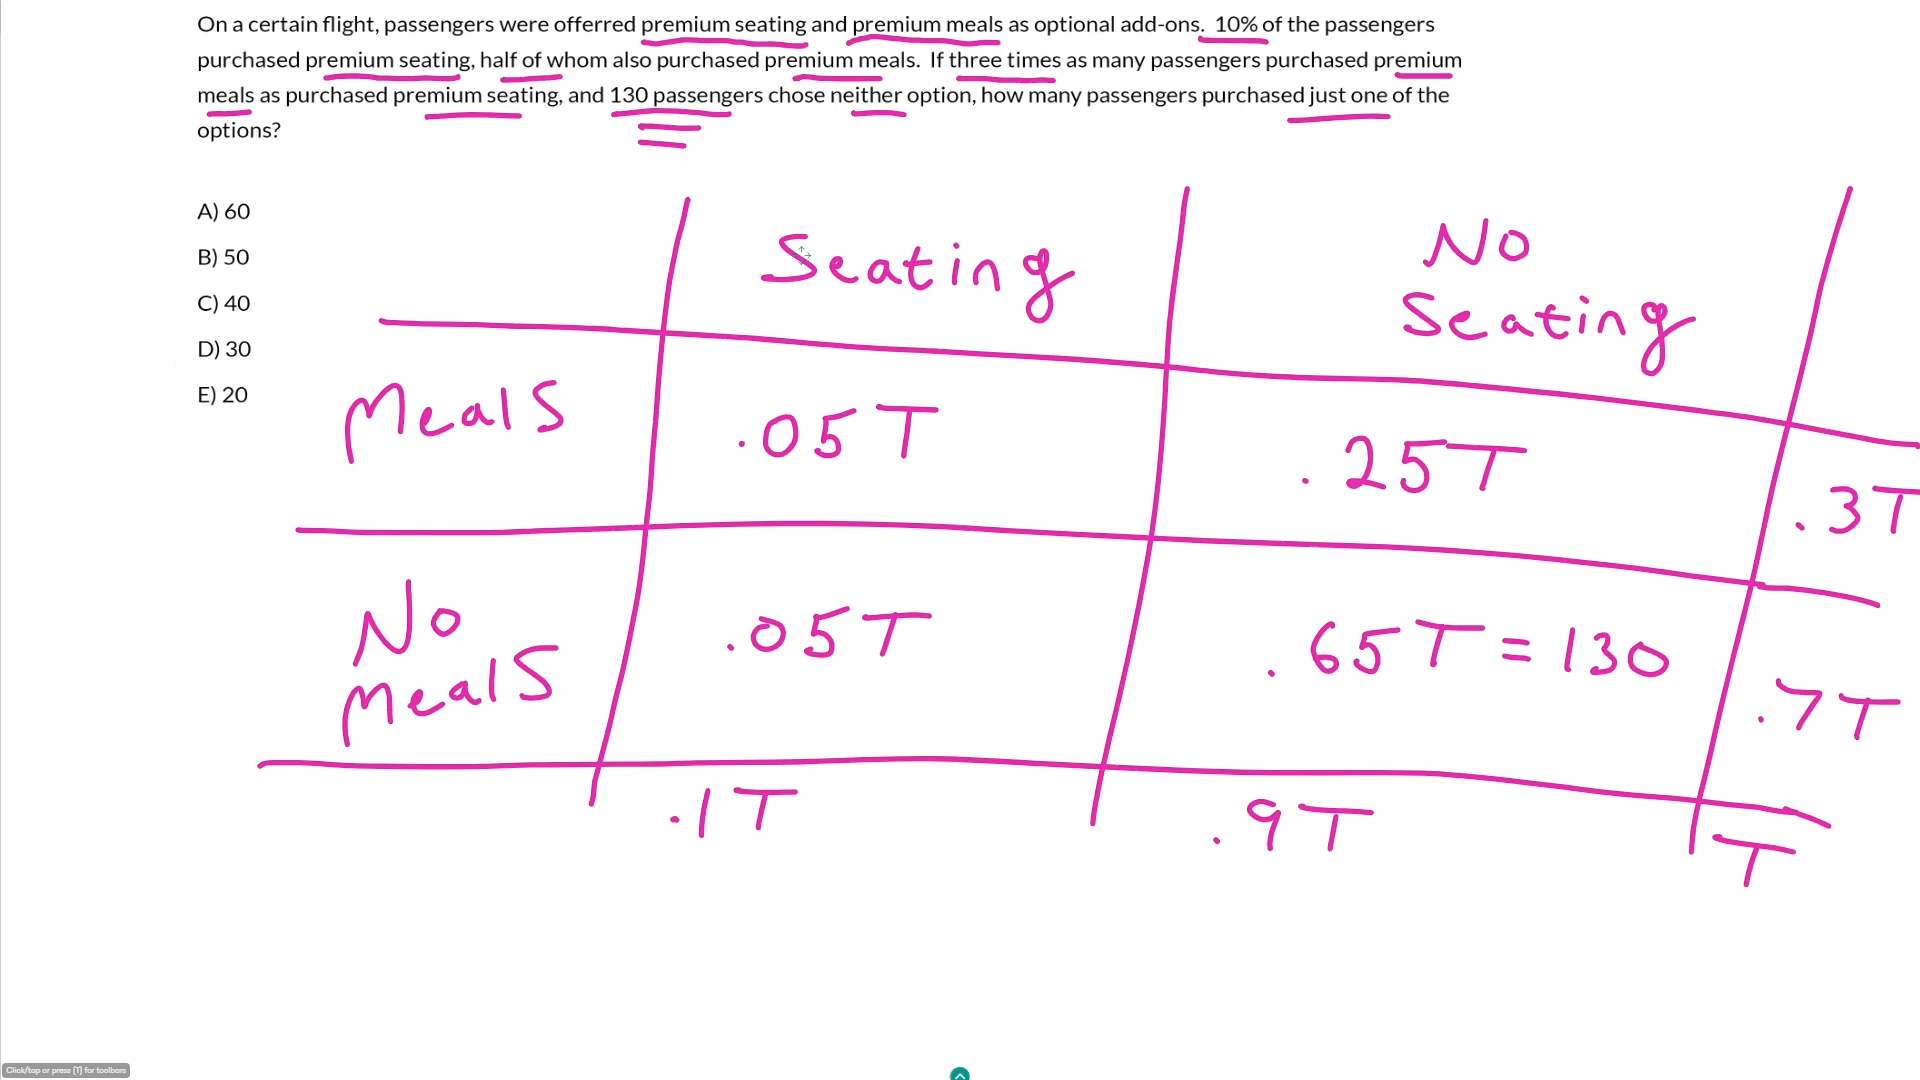 On a certain flight, passengers were offerred premium seating and premium meals as optional add-ons.  10% of the passengers
purchased premium seating, half of whom also purchased premium meals.  If three times as many passengers purchased premium
meals as purchased premium seating, and 130 passengers chose neither option, how many passengers purchased just one of the
options?
A) 60
B) 50
C) 40
D) 30
E) 20
Seating
No
Seating
Meals
.05T
.25T
.3T
No
Meals
.05T
.65T = 130
.7T
.1T
.9T
T
Click/tap or press [T] for toolbars